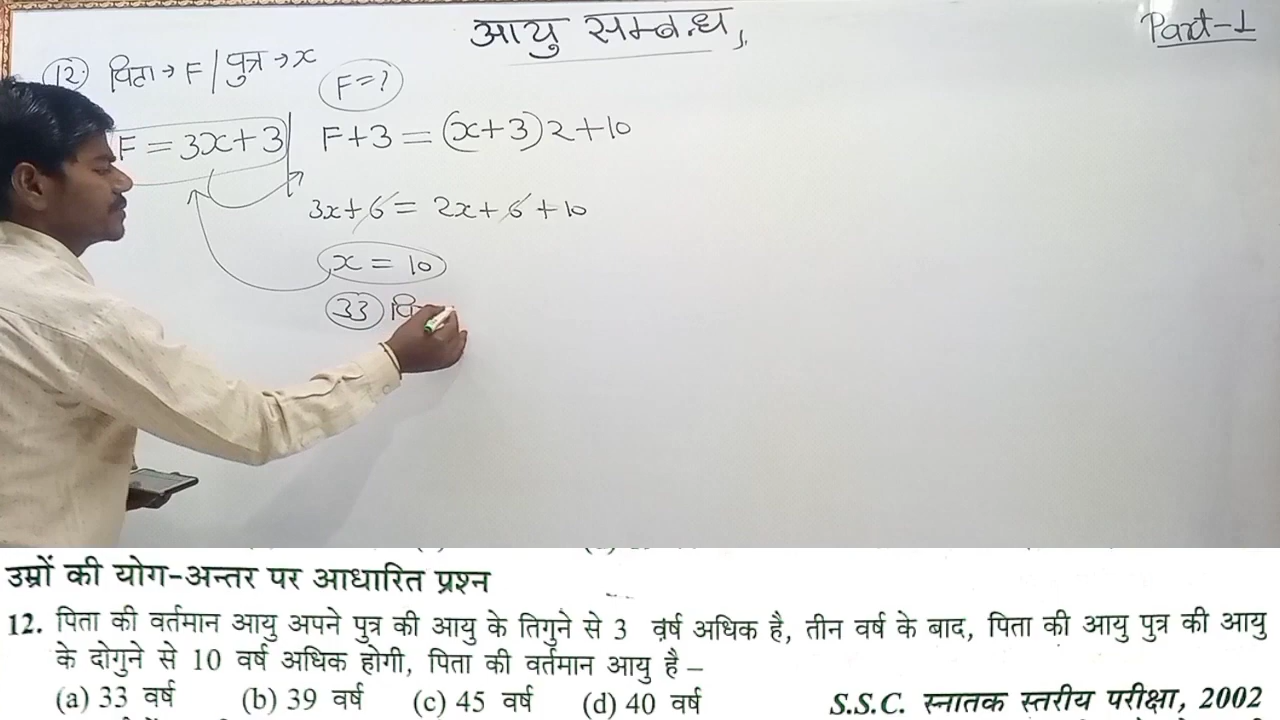 आयु सम्बन्ध,
Part-1
12. पिता → F | पुत्र → x
F = ?
F = 3x+3 | F+3 = (x+3)2+10
3x+6 = 2x+6+10
x = 10
33
उम्रों की योग-अन्तर पर आधारित प्रश्न
12. पिता की वर्तमान आयु अपने पुत्र की आयु के तिगुने से 3 वर्ष अधिक है, तीन वर्ष के बाद, पिता की आयु पुत्र की आयु
के दोगुने से 10 वर्ष अधिक होगी, पिता की वर्तमान आयु है –
(a) 33 वर्ष (b) 39 वर्ष (c) 45 वर्ष (d) 40 वर्ष S.S.C. स्नातक स्तरीय परीक्षा, 2002